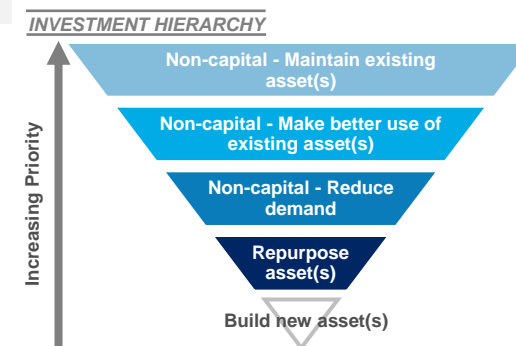 INVESTMENT HIERARCHY
Increasing Priority
Non-capital - Maintain existing
asset(s)
Non-capital - Make better use of
existing asset(s)
Non-capital - Reduce
demand
Repurpose
asset(s)
Build new asset(s)